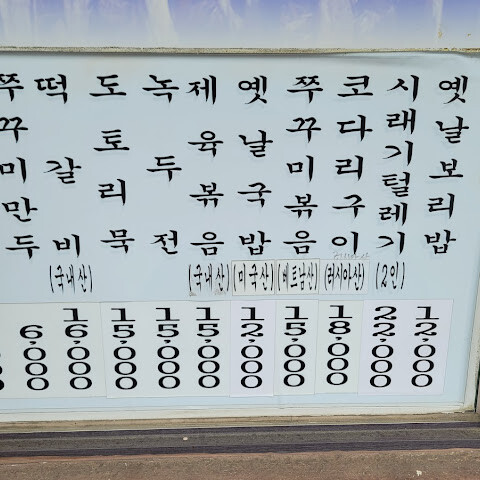 쭈꾸미만두
6,000
떡갈비
(국내산)
16,000
도토리묵
15,000
녹두전
15,000
제육볶음
(국내산)
15,000
옛날국밥
(미국산)
12,000
쭈꾸미볶음
(베트남산)
15,000
코다리구이
(러시아산)
18,000
시래기털레기
(2인)
22,000
옛날보리밥
12,000